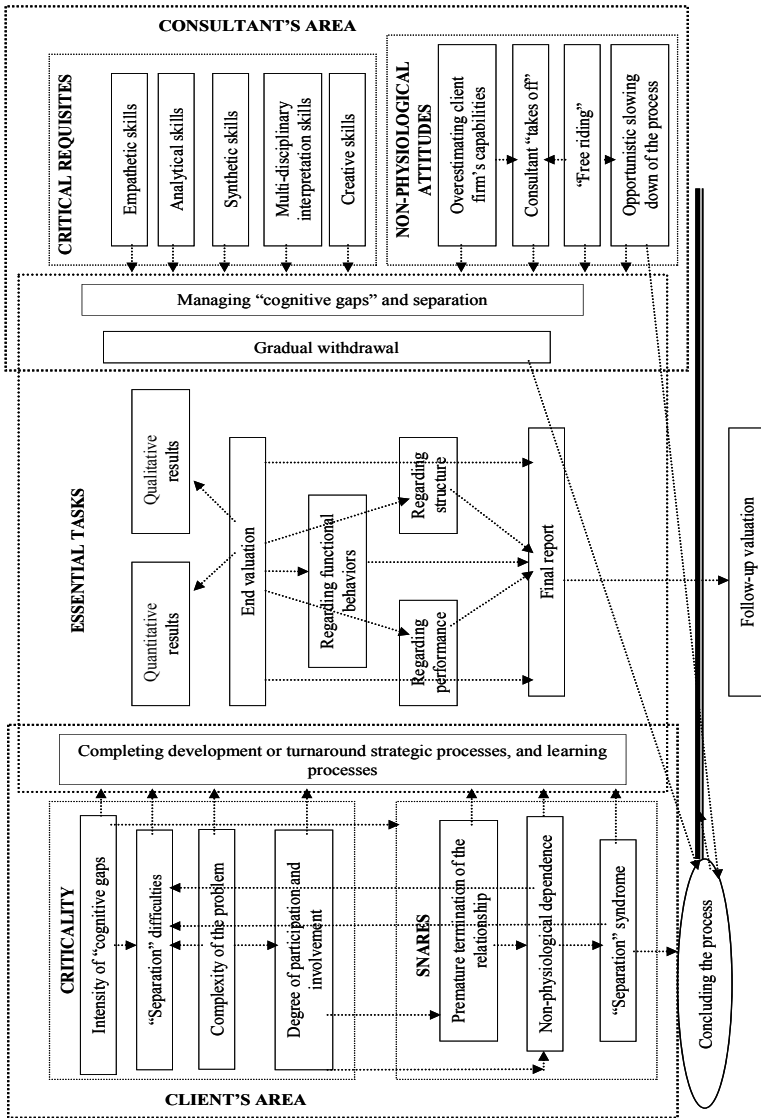 CONSULTANT'S AREA
CRITICAL REQUISITES
Empathetic skills
Analytical skills
Synthetic skills
Multi-disciplinary
interpretation skills
Creative skills
NON-PHYSIOLOGICAL
ATTITUDES
Overestimating client
firm's capabilities
Consultant “takes off”
“Free riding”
Opportunistic slowing
down of the process
Managing “cognitive gaps” and separation
Gradual withdrawal
ESSENTIAL TASKS
Quantitative
results
Qualitative
results
End valuation
Regarding functional
behaviors
Regarding
performance
Regarding
structure
Final report
Follow-up valuation
Completing development or turnaround strategic processes, and learning
processes
CRITICALITY
Intensity of “cognitive gaps”
“Separation” difficulties
Complexity of the problem
Degree of participation and
involvement
SNARES
Premature termination of the
relationship
Non-physiological dependence
“Separation” syndrome
CLIENT'S AREA
Concluding the process